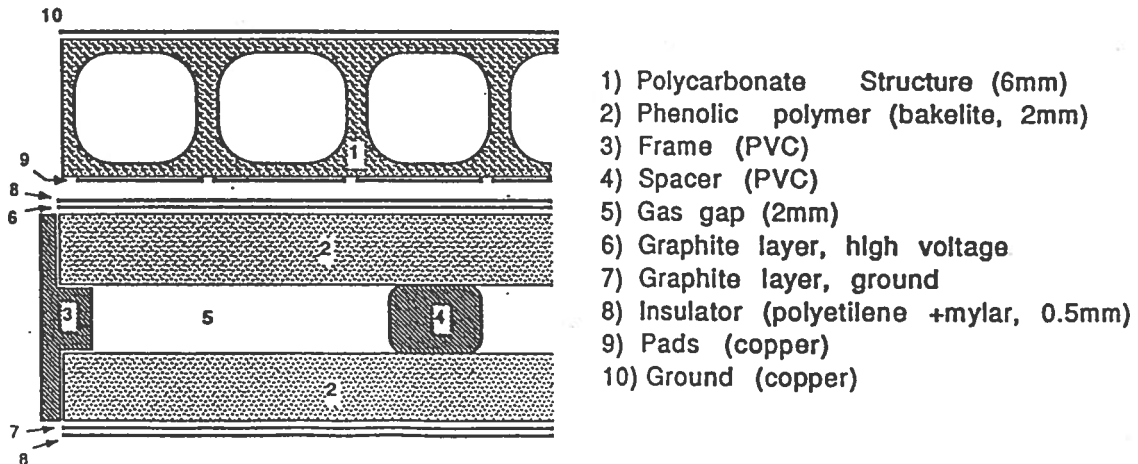 10
1
9
8
6
2
3
5
4
2
7
8
1) Polycarbonate Structure (6mm)
2) Phenolic polymer (bakelite, 2mm)
3) Frame (PVC)
4) Spacer (PVC)
5) Gas gap (2mm)
6) Graphite layer, high voltage
7) Graphite layer, ground
8) Insulator (polyetilene +mylar, 0.5mm)
9) Pads (copper)
10) Ground (copper)